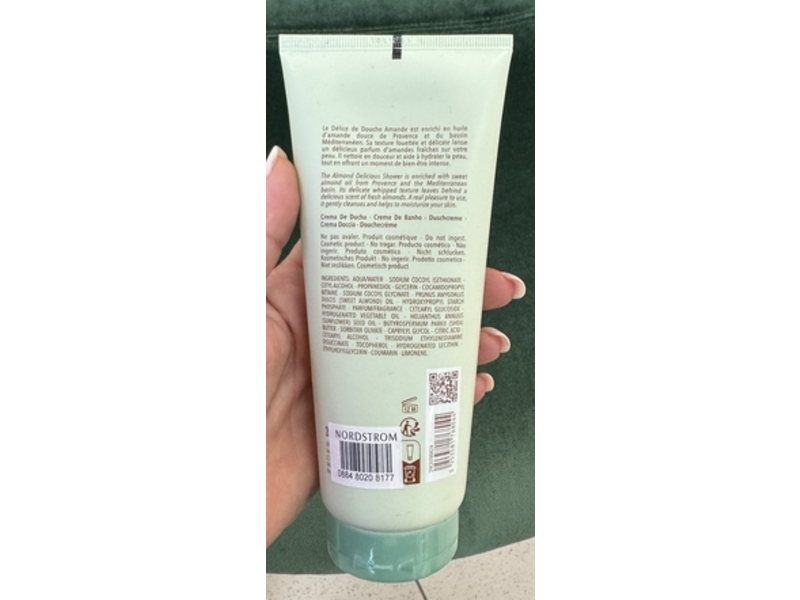 Le Délice de Douche Amande est enrichi en huile
d'amande douce de Provence et du bassin
Méditerranéen. Sa texture fouettée et délicate laisse
un délicieux parfum d'amandes fraîches sur votre
peau. Il nettoie en douceur et aide à hydrater la peau,
tout en offrant un moment de bien-être intense.
The Almond Delicious Shower is enriched with sweet
almond oil from Provence and the Mediterranean
basin. Its delicate whipped texture leaves behind a
delicious scent of fresh almonds. A real pleasure to use,
it gently cleanses and helps to moisturize your skin.
Crema De Ducha - Creme De Banho - Duschcreme -
Crema Doccia - Douchecrème
Ne pas avaler. Produit cosmétique - Do not ingest.
Cosmetic product - No tragar. Producto cosmético - Não
ingerir. Produto cosmético - Nicht schlucken.
Kosmetisches Produkt - No ingerir. Prodotto cosmetico -
Niet inslikken. Cosmetisch product
INGREDIENTS: AQUA/WATER - SODIUM COCOYL ISETHIONATE -
CETYL ALCOHOL - PROPANEDIOL - GLYCERIN - COCAMIDOPROPYL
BETAINE - SODIUM COCOYL GLYCINATE - PRUNUS AMYGDALUS
DULCIS (SWEET ALMOND) OIL - HYDROXYPROPYL STARCH
PHOSPHATE - PARFUM/FRAGRANCE - CETEARYL GLUCOSIDE -
HYDROGENATED VEGETABLE OIL - HELIANTHUS ANNUUS
(SUNFLOWER) SEED OIL - BUTYROSPERMUM PARKII (SHEA)
BUTTER - SORBITAN OLIVATE - CAPRYLYL GLYCOL - CITRIC ACID -
CETEARYL ALCOHOL - TRISODIUM ETHYLENEDIAMINE
DISUCCINATE - TOCOPHEROL - HYDROGENATED LECITHIN -
ETHYLHEXYLGLYCERIN - COUMARIN - LIMONENE.
12 M
NORDSTROM
0884 8020 8177